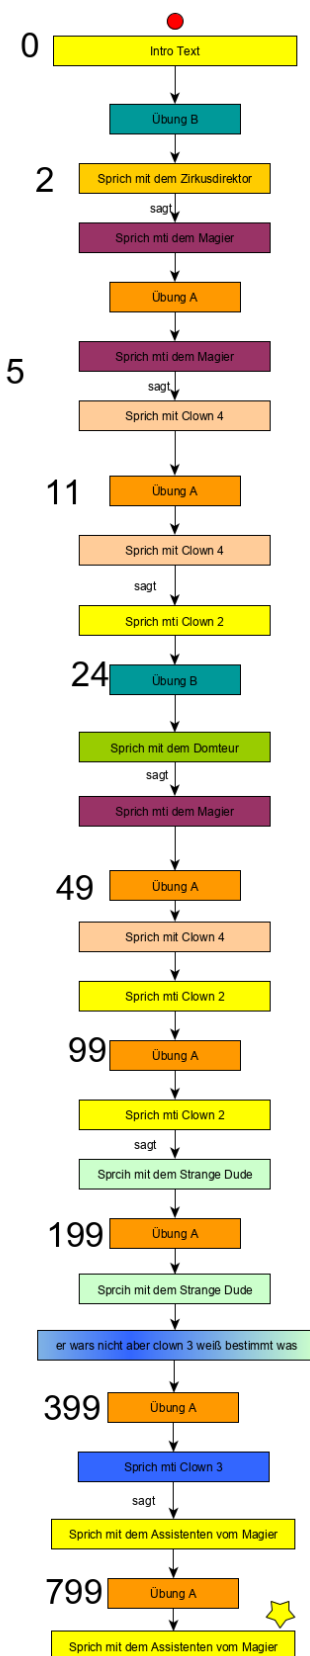 0
Intro Text
Übung B
2
Sprich mit dem Zirkusdirektor
sagt
Sprich mti dem Magier
Übung A
Sprich mti dem Magier
5
sagt
Sprich mit Clown 4
11
Übung A
Sprich mit Clown 4
sagt
Sprich mti Clown 2
24
Übung B
Sprich mit dem Domteur
sagt
Sprich mti dem Magier
49
Übung A
Sprich mit Clown 4
Sprich mti Clown 2
99
Übung A
Sprich mti Clown 2
sagt
Sprcih mit dem Strange Dude
199
Übung A
Sprcih mit dem Strange Dude
er wars nicht aber clown 3 weiß bestimmt was
399
Übung A
Sprich mti Clown 3
sagt
Sprich mit dem Assistenten vom Magier
799
Übung A
Sprich mit dem Assistenten vom Magier